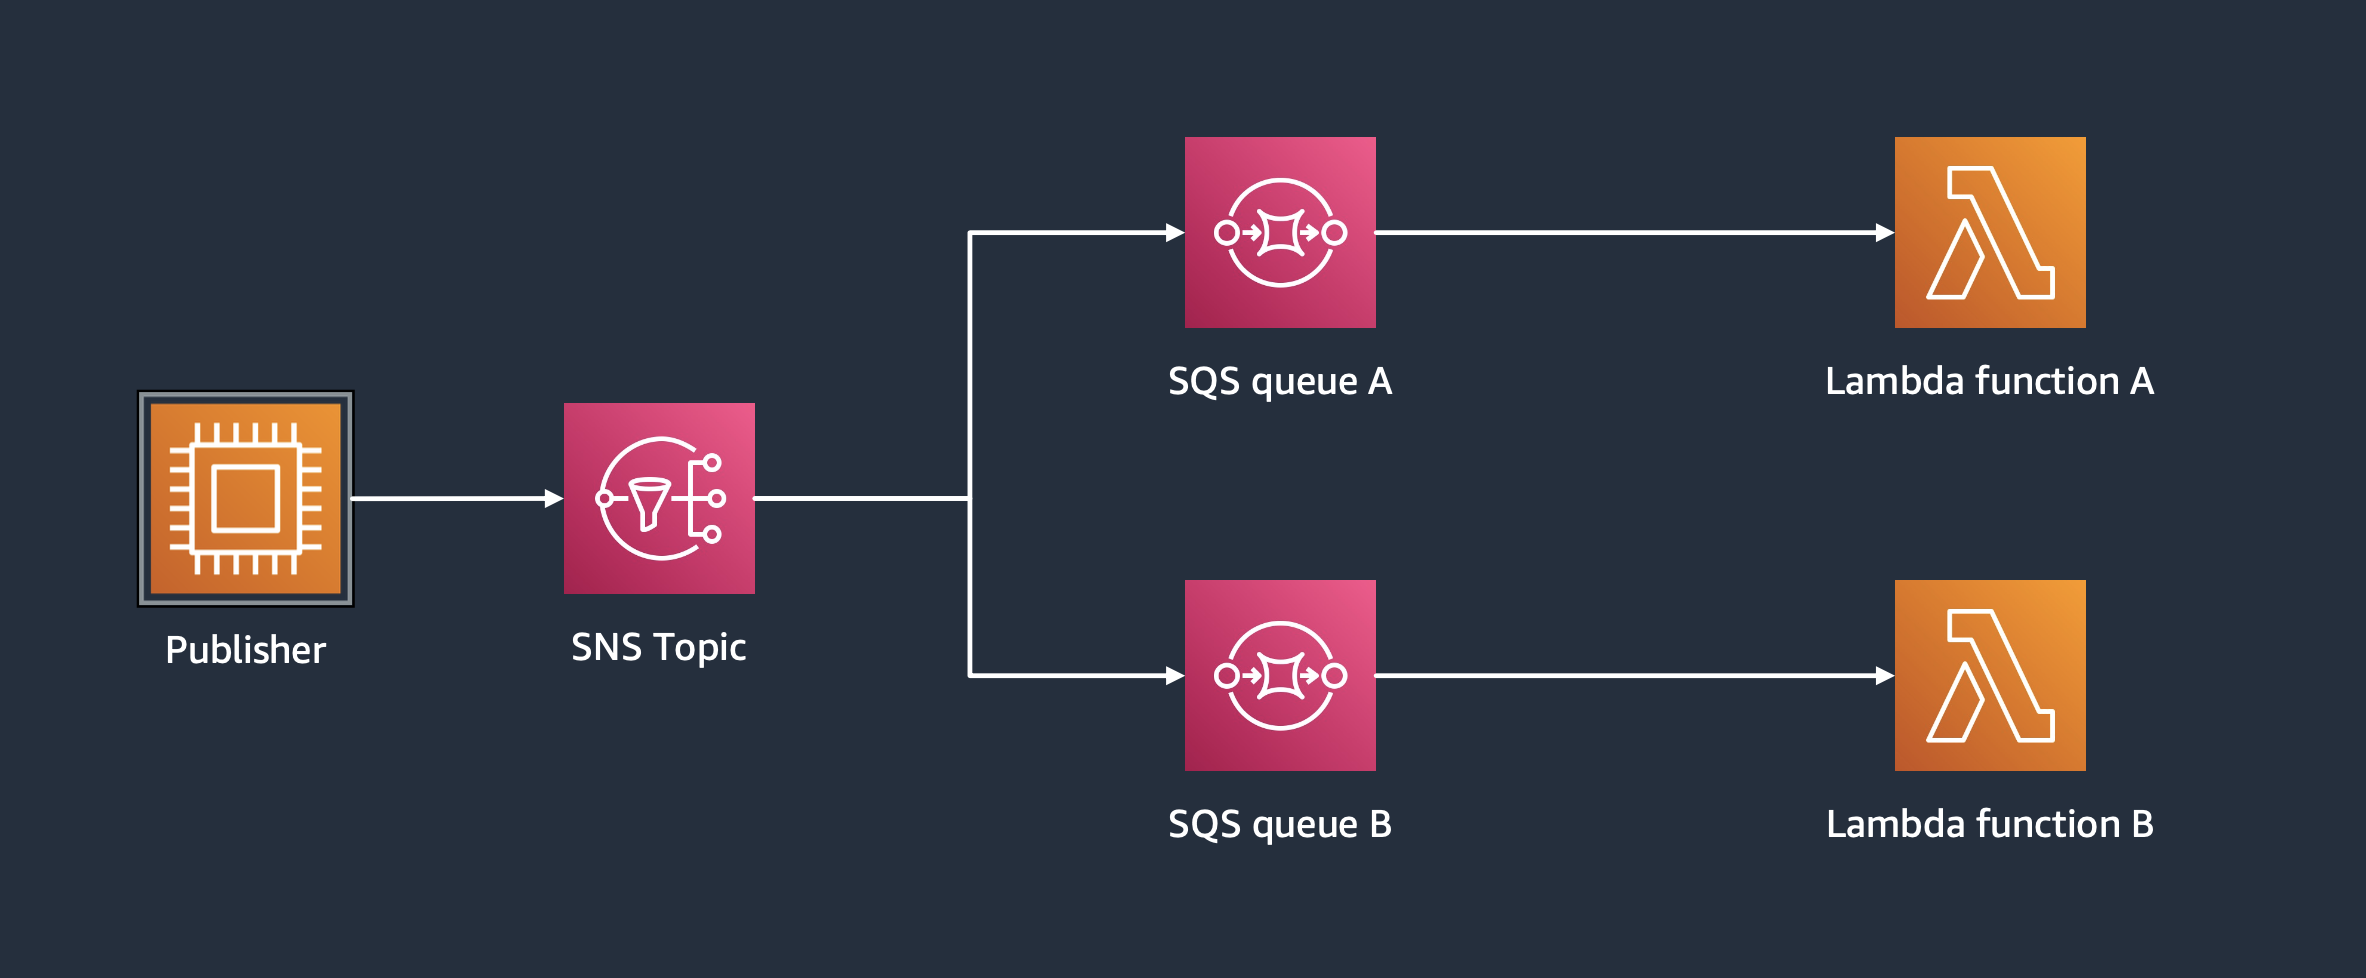 Publisher
SNS Topic
SQS queue A
Lambda function A
SQS queue B
Lambda function B